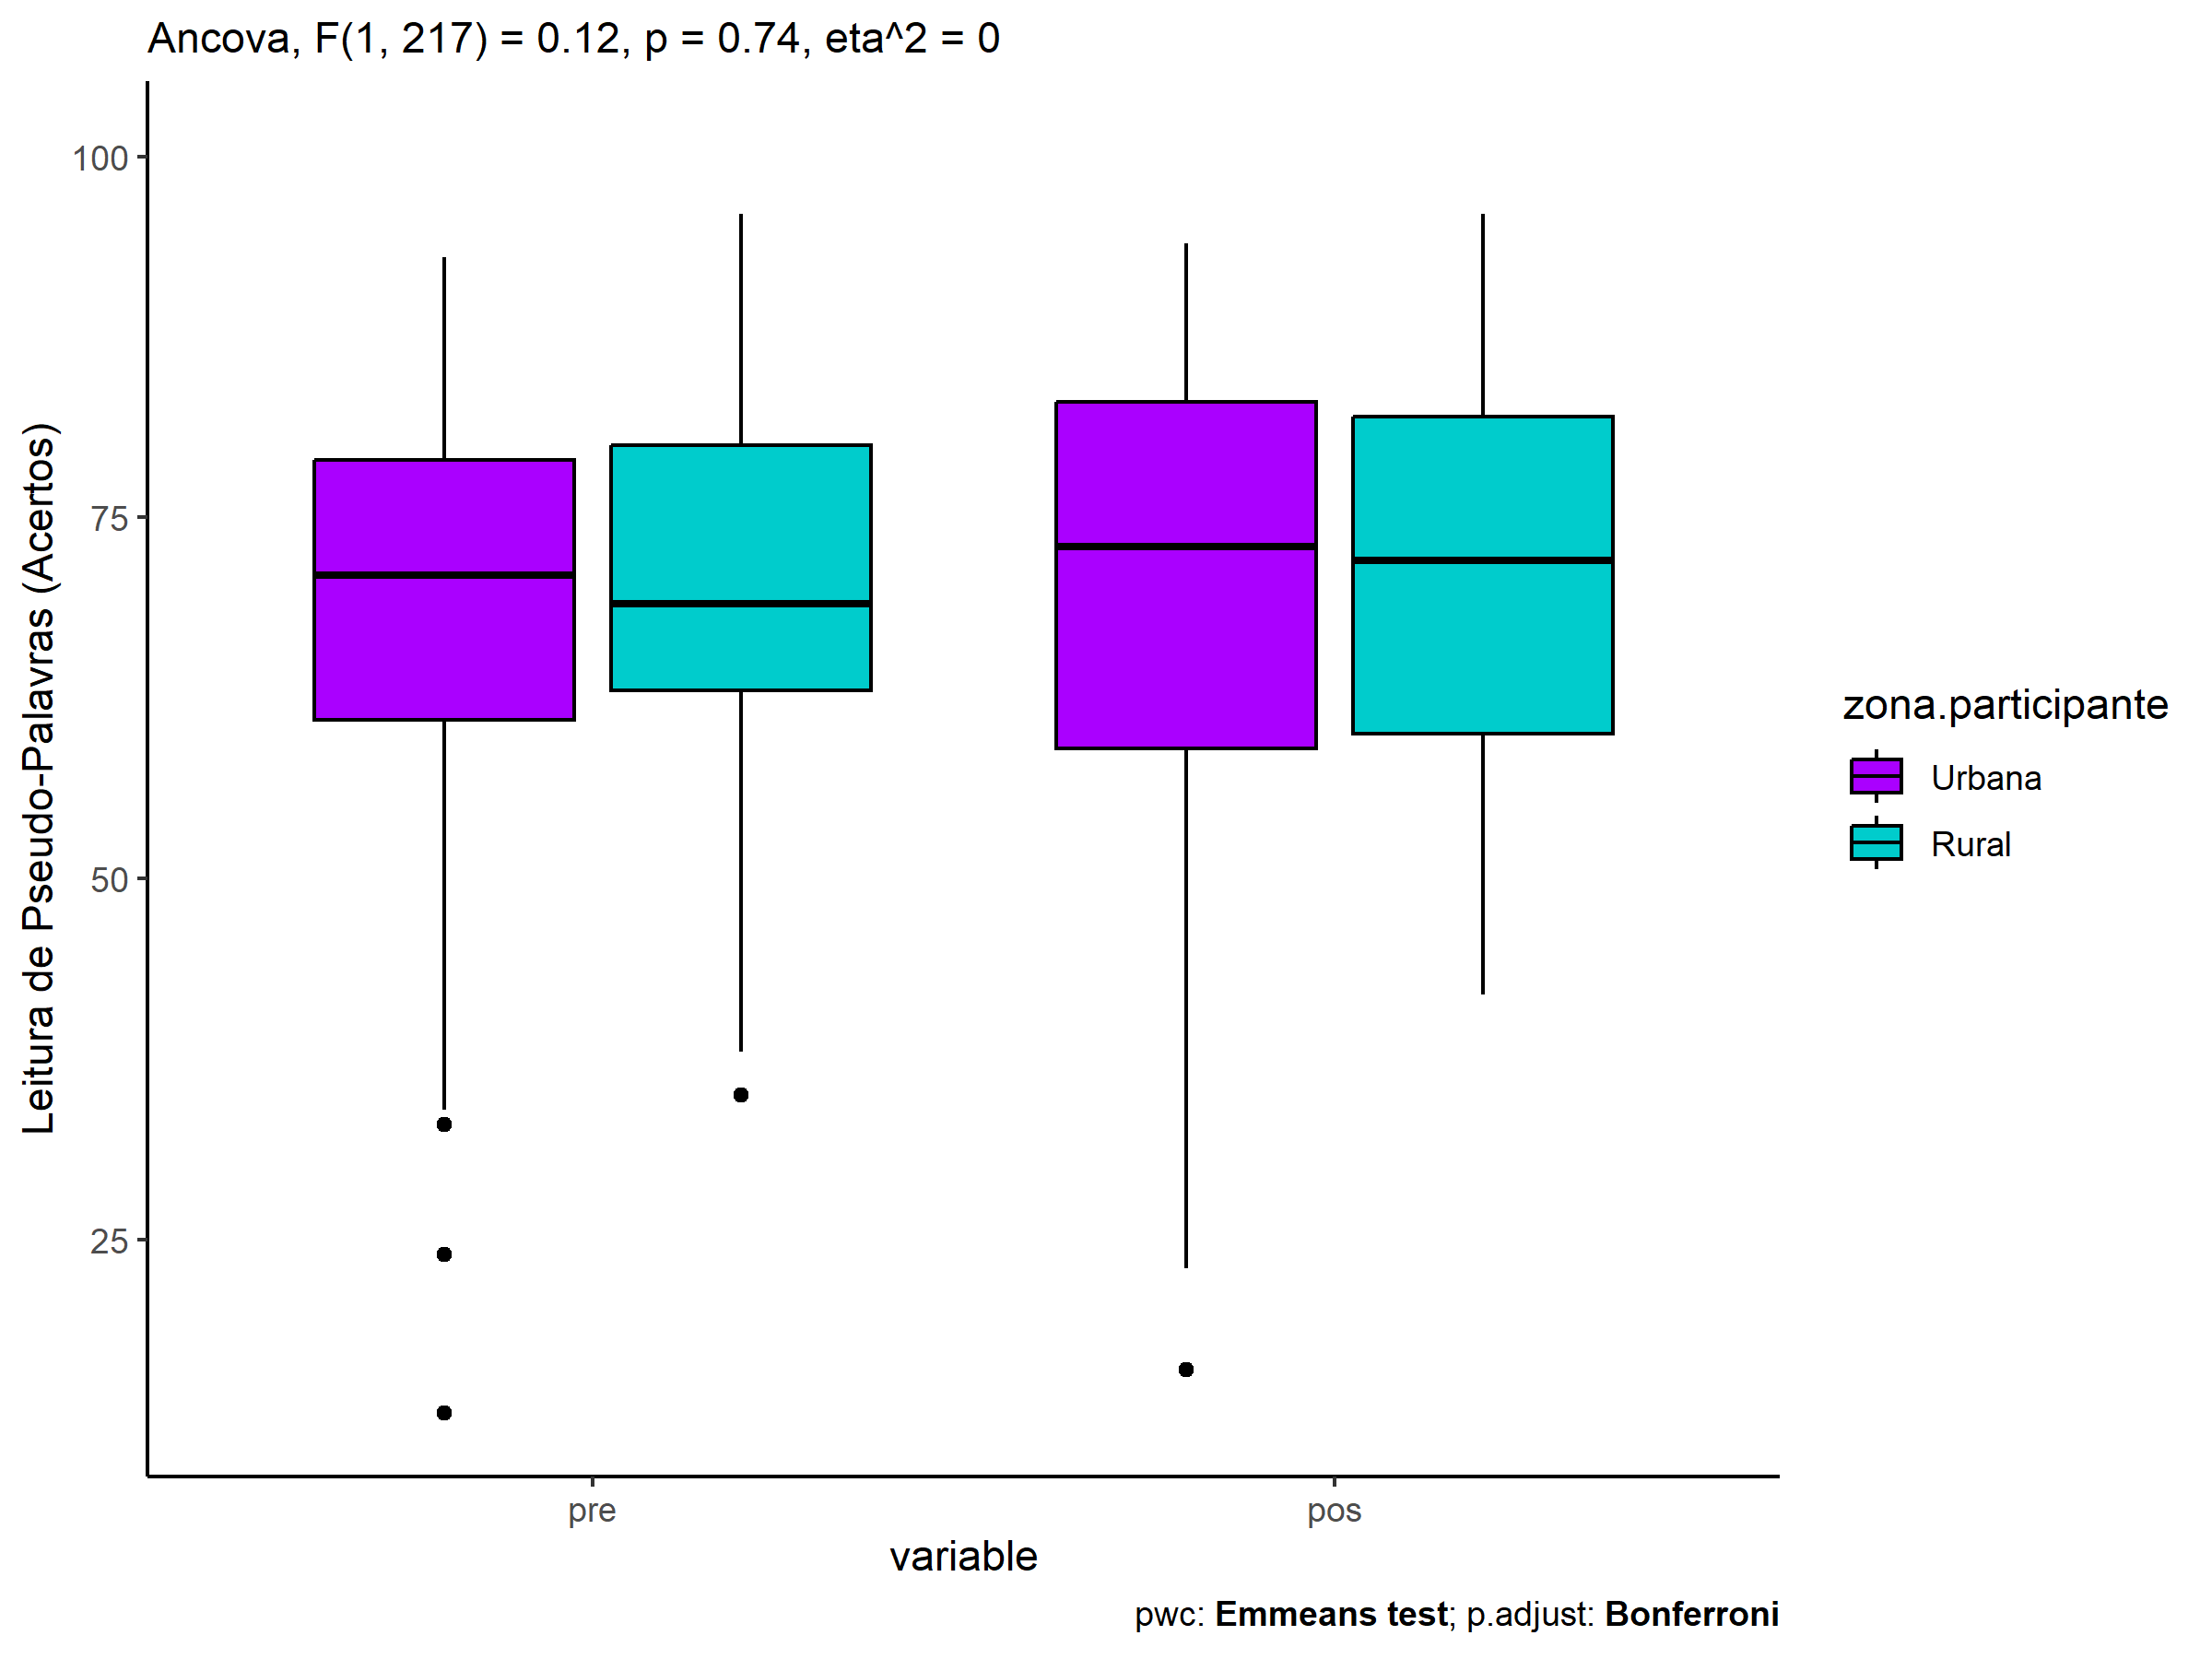 Ancova, F(1, 217) = 0.12, p = 0.74, eta^2 = 0
Leitura de Pseudo-Palavras (Acertos)
100
75
50
25
pre
pos
variable
zona.participante
Urbana
Rural
pwc: Emmeans test; p.adjust: Bonferroni